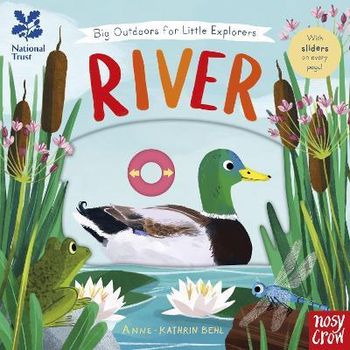 Big Outdoors for Little Explorers
National
Trust
RIVER
With
sliders
on every
page!
ANNE-KATHRIN BEHL
nosy
crow